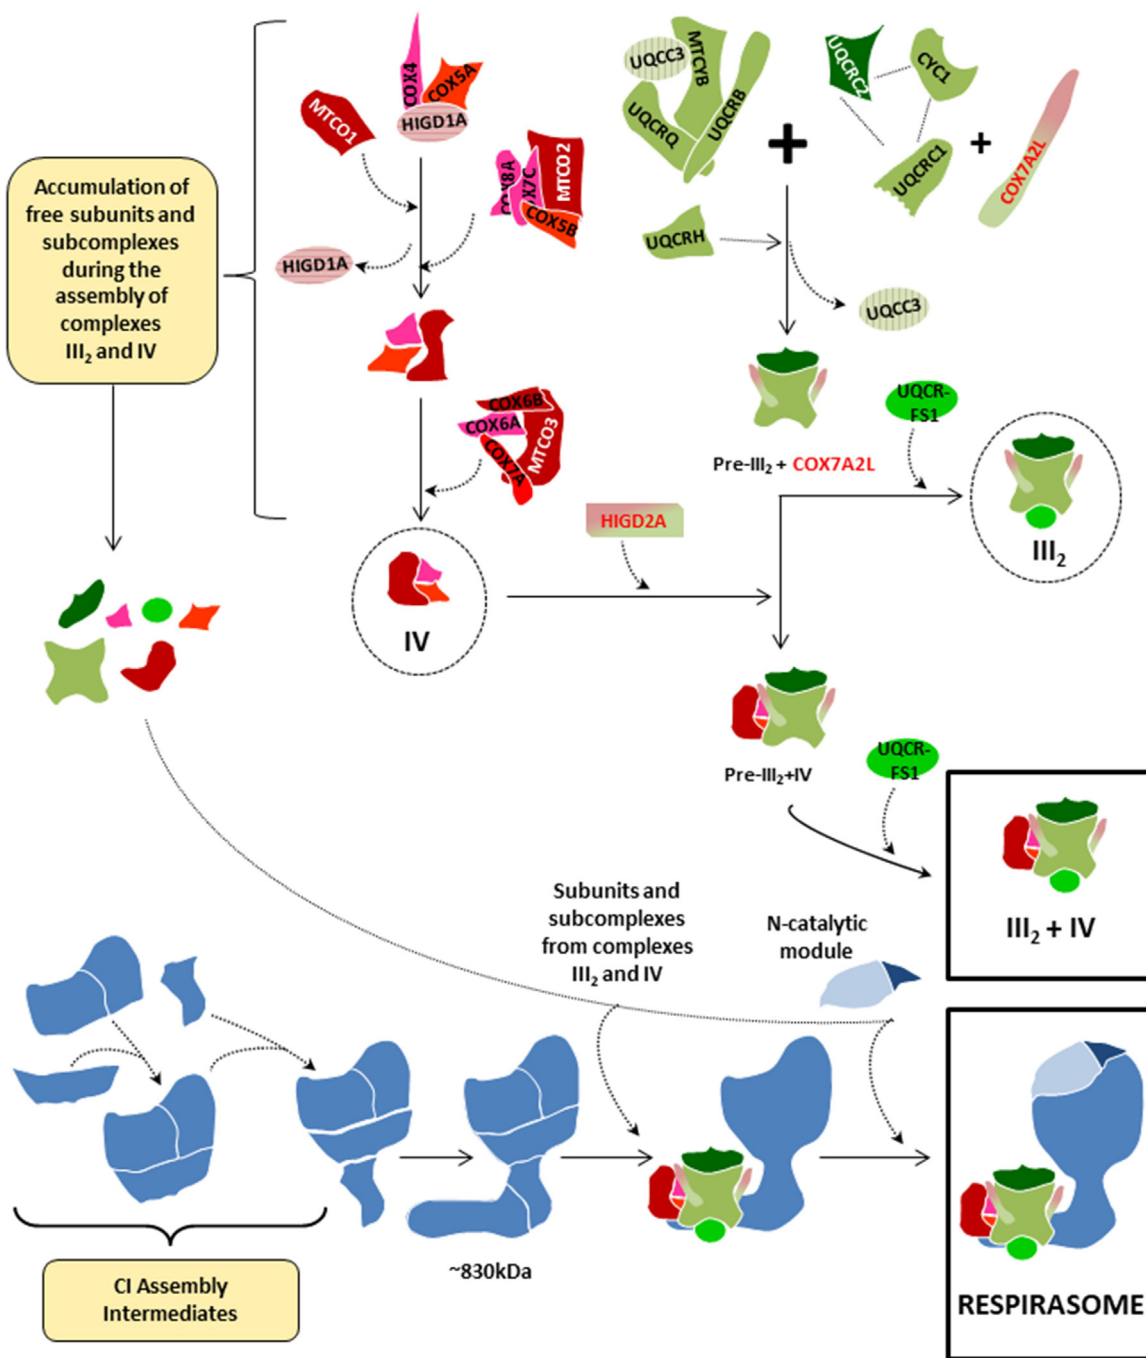 COX4
COX5A
HIGD1A
MTCO1
COX8A
COX7C
MTCO2
COX5B
HIGD1A
UQCC3
MTCYB
UQCRQ
UQCRB
+
UQCRC2
CYC1
UQCRC1
+
COX7A2L
UQCRH
UQCC3
Accumulation of
free subunits and
subcomplexes
during the
assembly of
complexes
III₂ and IV
COX6B
COX6A
COX7A
MTCO3
Pre-III₂ + COX7A2L
UQCR-
FS1
III₂
HIGD2A
IV
Pre-III₂+IV
UQCR-
FS1
III₂ + IV
Subunits and
subcomplexes
from complexes
III₂ and IV
N-catalytic
module
~830kDa
CI Assembly
Intermediates
RESPIRASOME